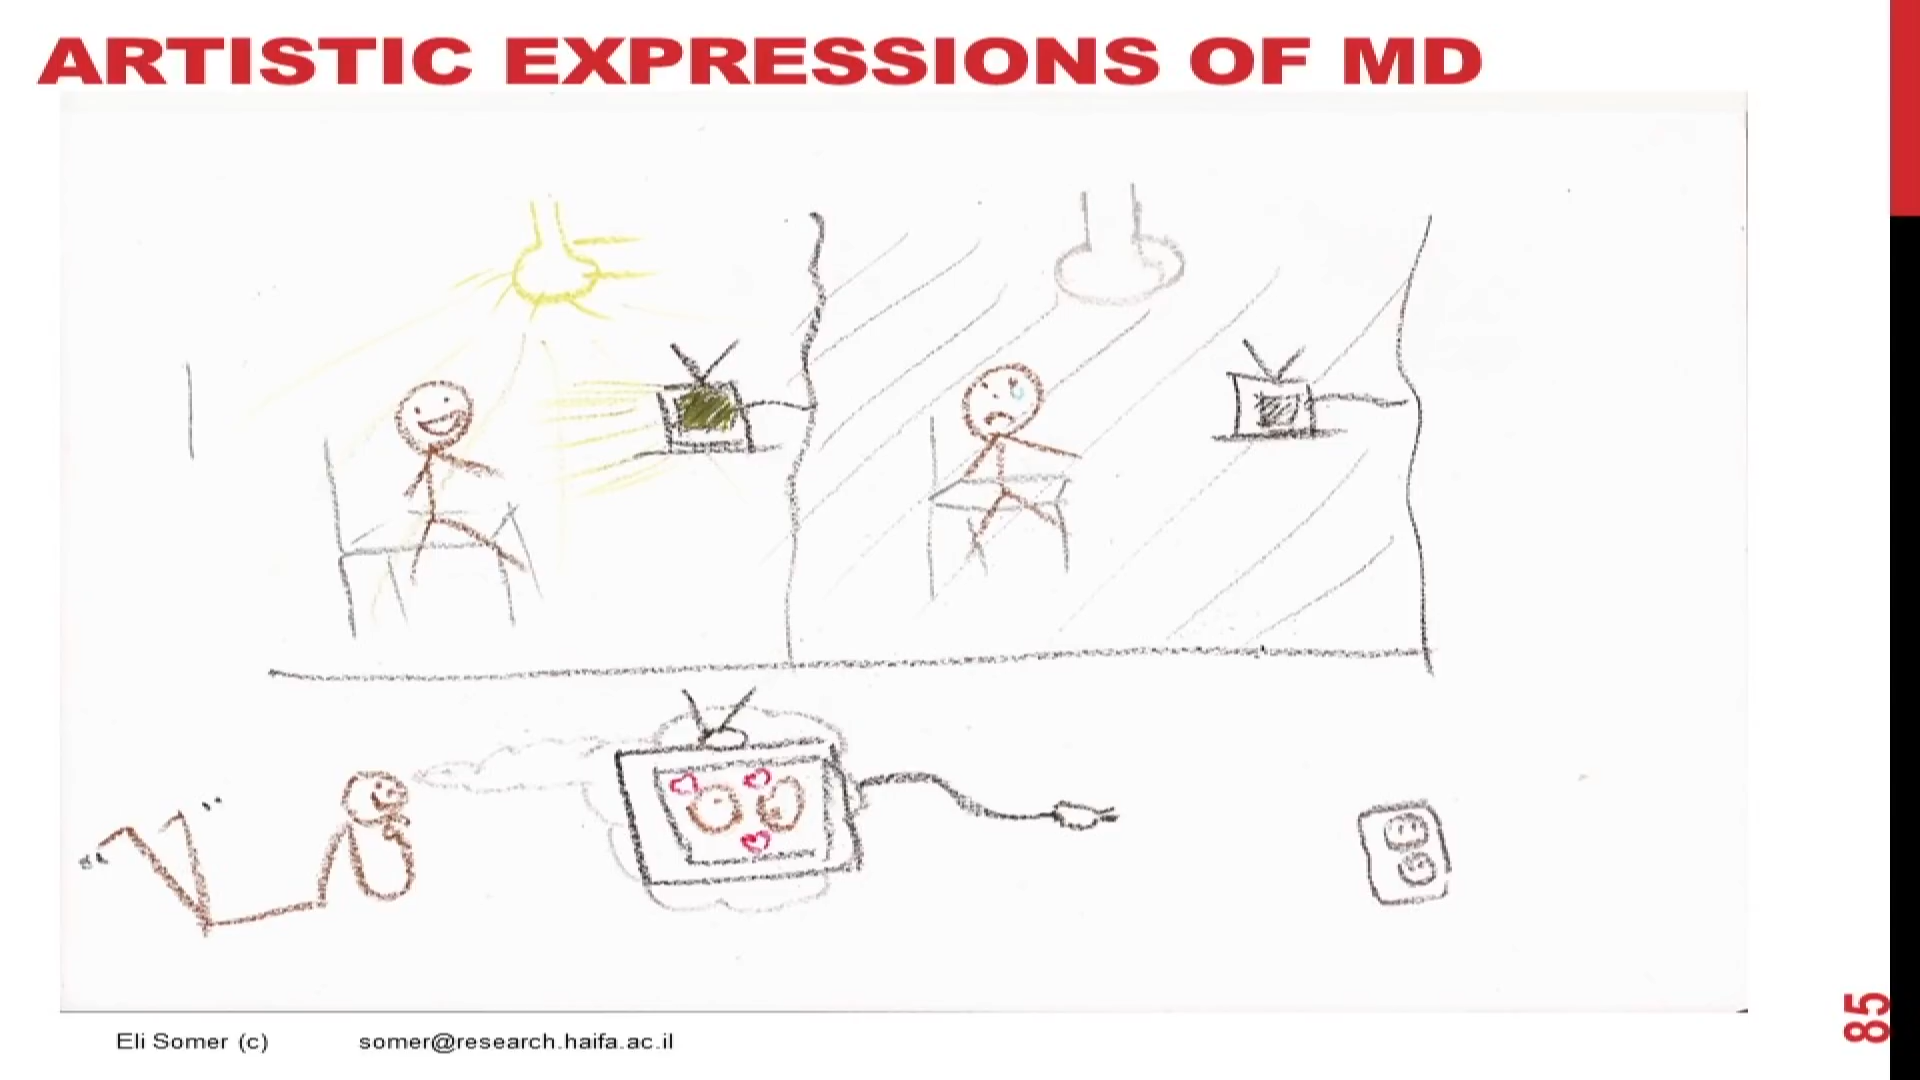 ARTISTIC EXPRESSIONS OF MD
Eli Somer (c) somer@research.haifa.ac.il
85